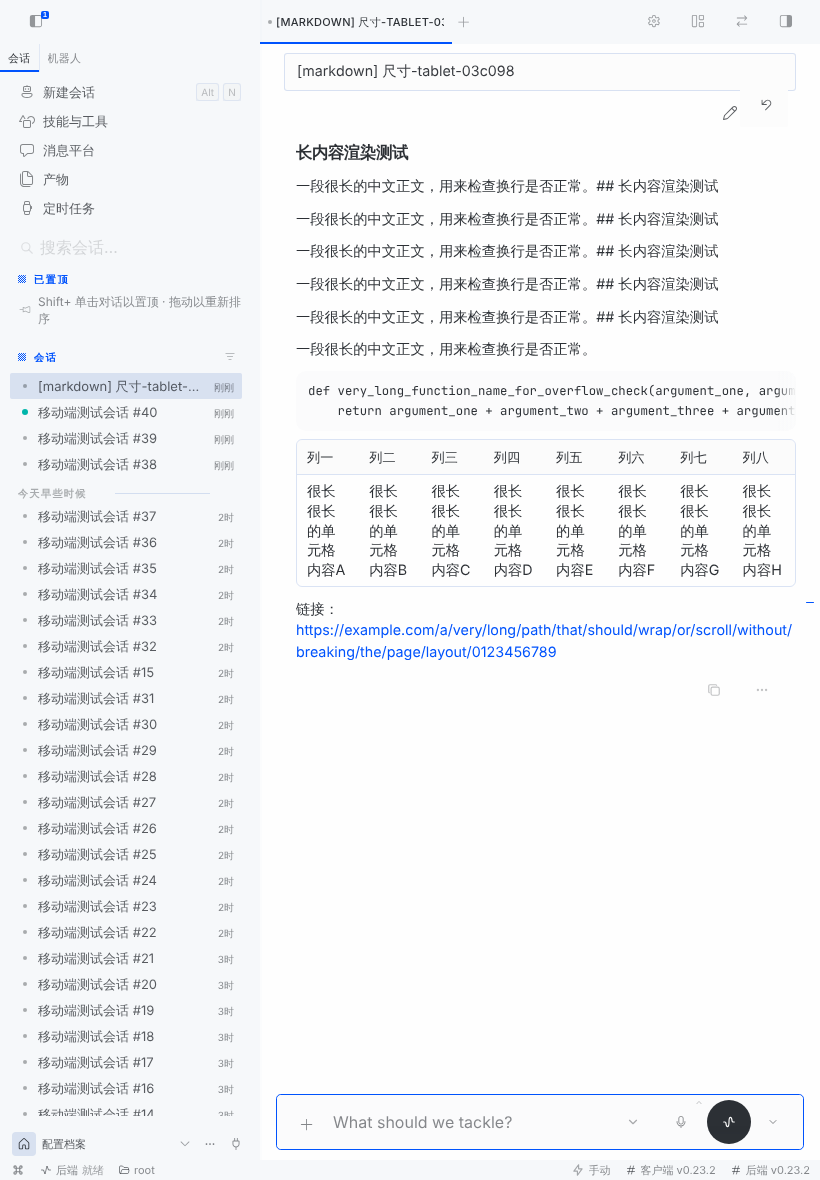 1
[MARKDOWN] 尺寸-TABLET-03
会话
机器人
新建会话
Alt N
技能与工具
消息平台
产物
定时任务
搜索会话...
已置顶
Shift+ 单击对话以置顶 · 拖动以重新排
序
会话
[markdown] 尺寸-tablet-... 刚刚
移动端测试会话 #40 刚刚
移动端测试会话 #39 刚刚
移动端测试会话 #38 刚刚
今天早些时候
移动端测试会话 #37 2时
移动端测试会话 #36 2时
移动端测试会话 #35 2时
移动端测试会话 #34 2时
移动端测试会话 #33 2时
移动端测试会话 #32 2时
移动端测试会话 #15 2时
移动端测试会话 #31 2时
移动端测试会话 #30 2时
移动端测试会话 #29 2时
移动端测试会话 #28 2时
移动端测试会话 #27 2时
移动端测试会话 #26 2时
移动端测试会话 #25 2时
移动端测试会话 #24 2时
移动端测试会话 #23 2时
移动端测试会话 #22 2时
移动端测试会话 #21 3时
移动端测试会话 #20 3时
移动端测试会话 #19 3时
移动端测试会话 #18 3时
移动端测试会话 #17 3时
移动端测试会话 #16 3时
移动端测试会话 #14 3时
配置档案
[markdown] 尺寸-tablet-03c098
长内容渲染测试
一段很长的中文正文，用来检查换行是否正常。## 长内容渲染测试
一段很长的中文正文，用来检查换行是否正常。## 长内容渲染测试
一段很长的中文正文，用来检查换行是否正常。## 长内容渲染测试
一段很长的中文正文，用来检查换行是否正常。## 长内容渲染测试
一段很长的中文正文，用来检查换行是否正常。## 长内容渲染测试
一段很长的中文正文，用来检查换行是否正常。
def very_long_function_name_for_overflow_check(argument_one, argum
return argument_one + argument_two + argument_three + argument
列一 列二 列三 列四 列五 列六 列七 列八
很长 很长 很长 很长 很长 很长 很长 很长
很长 很长 很长 很长 很长 很长 很长 很长
的单 的单 的单 的单 的单 的单 的单 的单
元格 元格 元格 元格 元格 元格 元格 元格
内容A 内容B 内容C 内容D 内容E 内容F 内容G 内容H
链接：
https://example.com/a/very/long/path/that/should/wrap/or/scroll/without/
breaking/the/page/layout/0123456789
What should we tackle?
后端 就绪
root
手动
客户端 v0.23.2
后端 v0.23.2